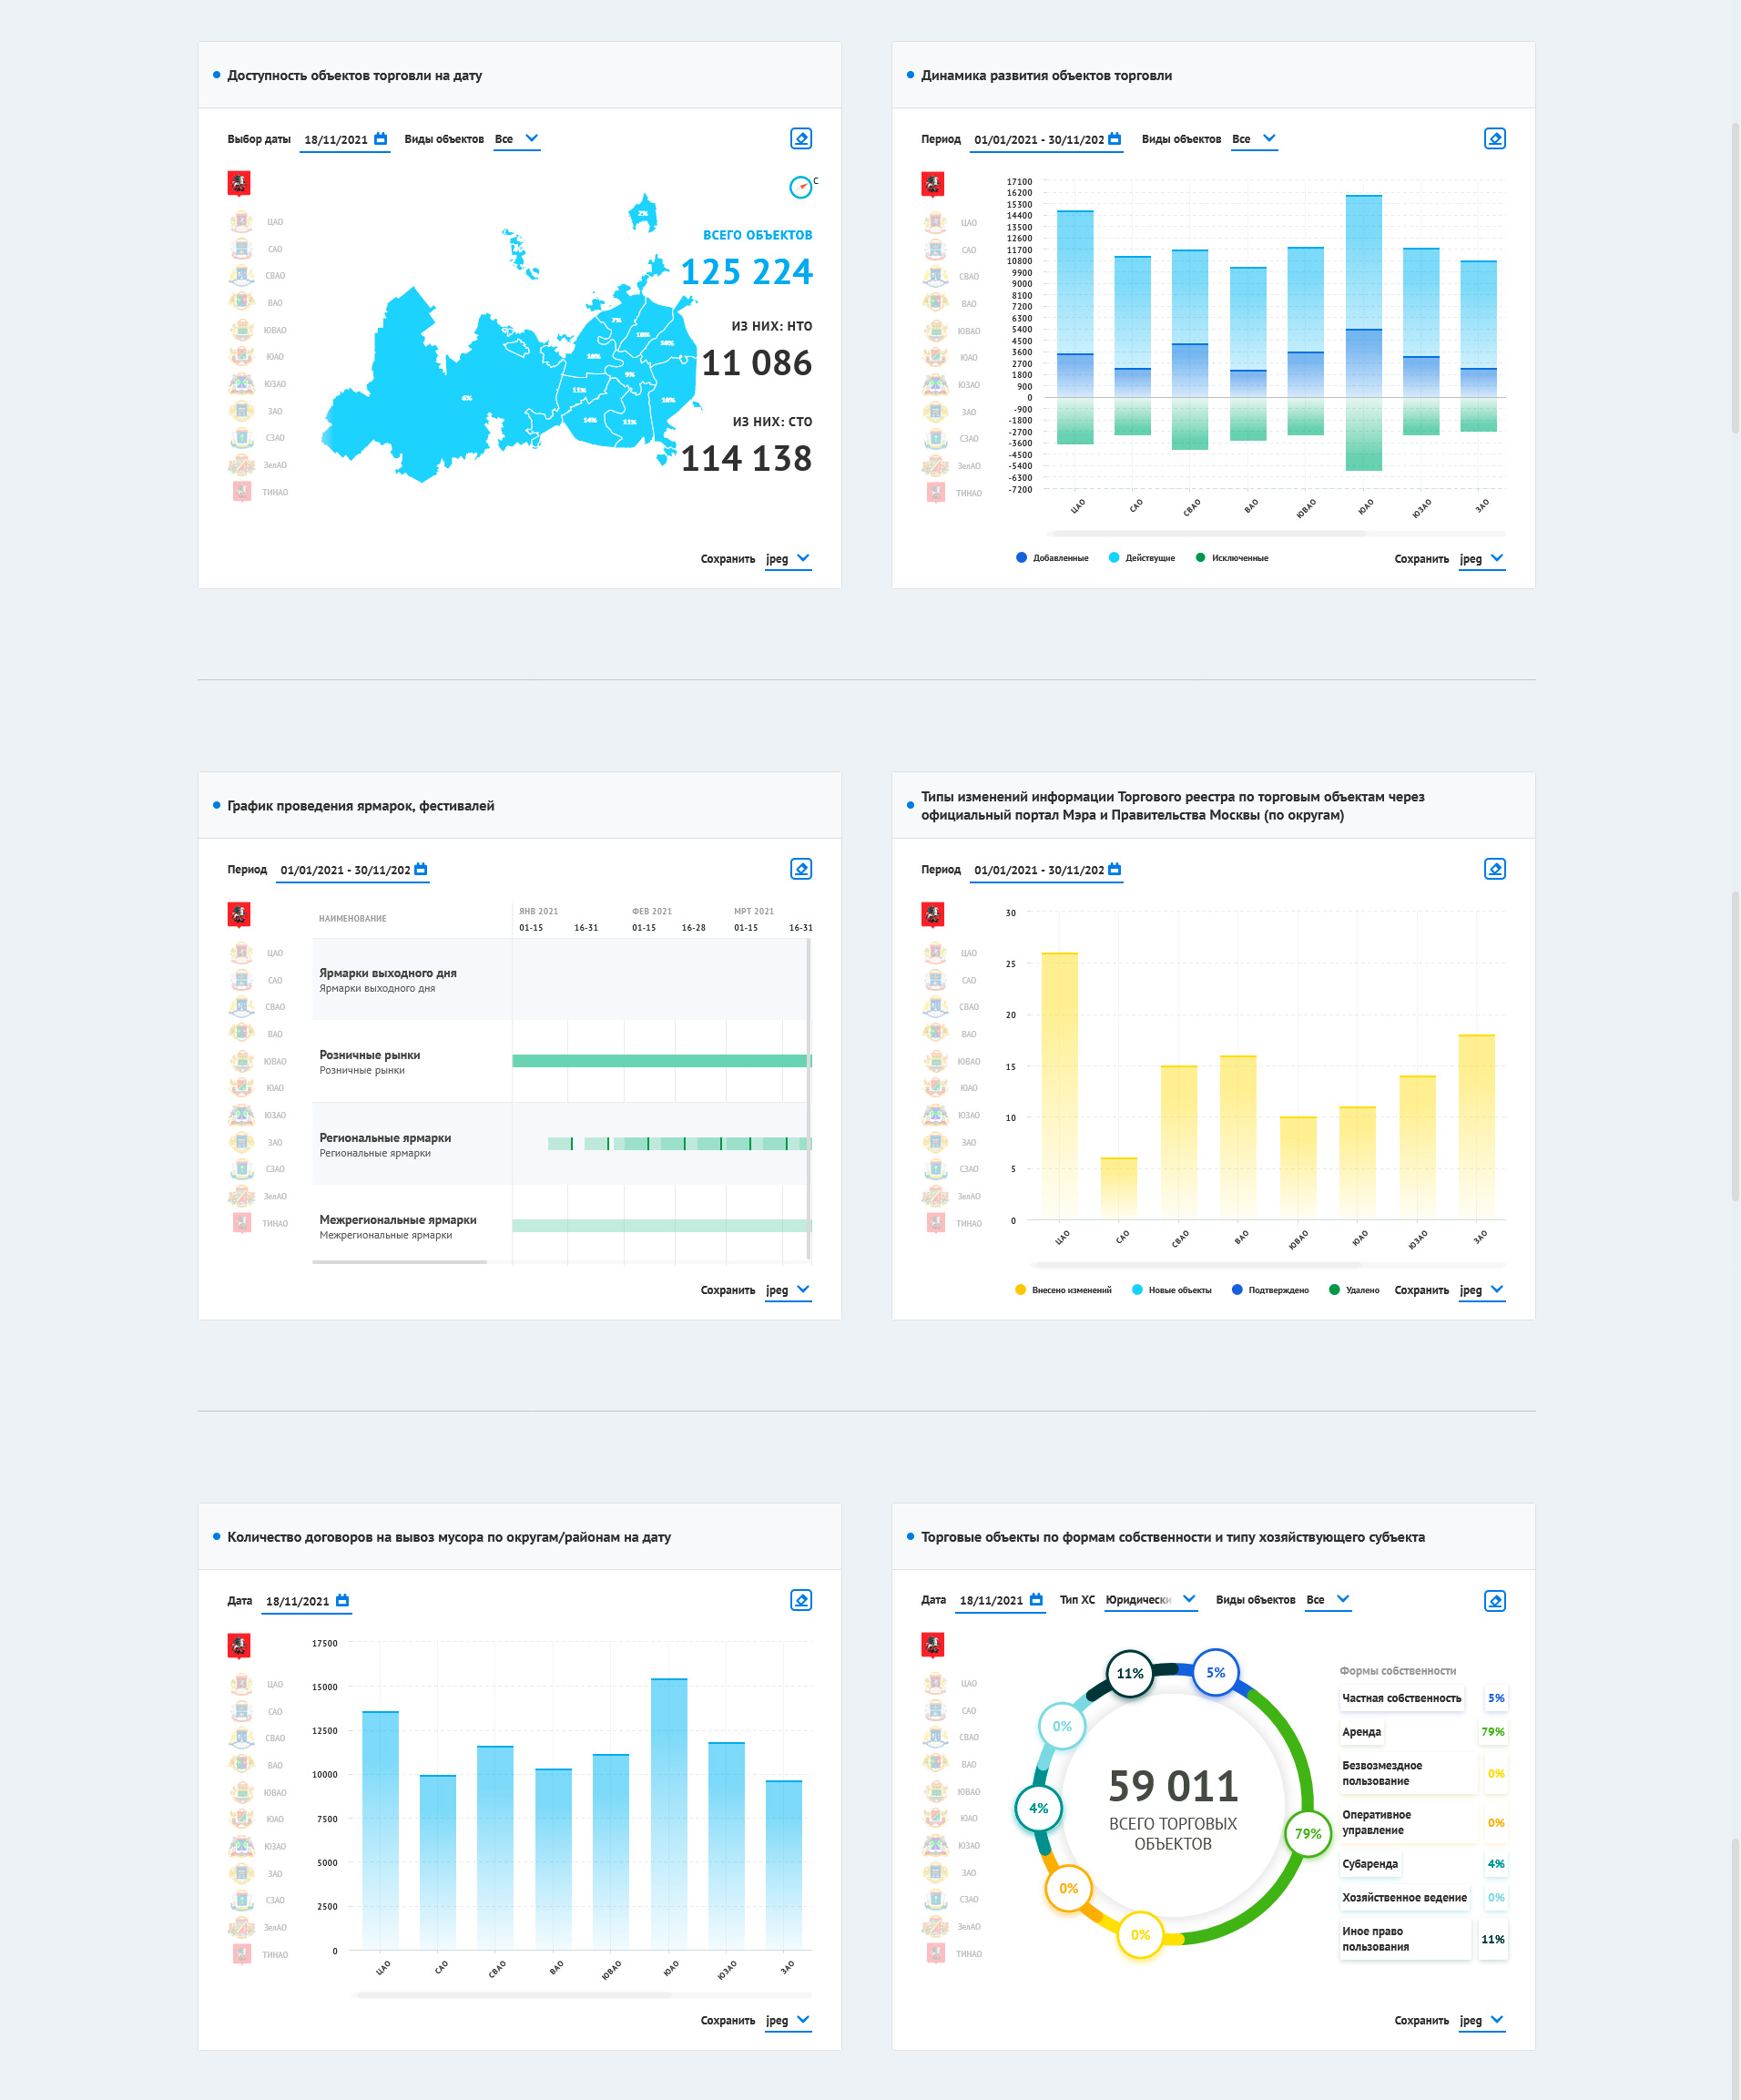 Доступность объектов торговли на дату
Выбор даты 18/11/2021 Виды объектов Все
ЦАО
САО
СВАО
ВАО
ЮВАО
ЮАО
ЮЗАО
ЗАО
СЗАО
ЗелАО
ТИНАО
С
2%
7%
10%
10%
10%
9%
11%
10%
14%
11%
6%
ВСЕГО ОБЪЕКТОВ
125 224
ИЗ НИХ: НТО
11 086
ИЗ НИХ: СТО
114 138
Сохранить jpeg
Динамика развития объектов торговли
Период 01/01/2021 - 30/11/202 Виды объектов Все
ЦАО
САО
СВАО
ВАО
ЮВАО
ЮАО
ЮЗАО
ЗАО
СЗАО
ЗелАО
ТИНАО
17100
16200
15300
14400
13500
12600
11700
10800
9900
9000
8100
7200
6300
5400
4500
3600
2700
1800
900
0
-900
-1800
-2700
-3600
-4500
-5400
-6300
-7200
ЦАО САО СВАО ВАО ЮВАО ЮАО ЮЗАО ЗАО
Добавленные Действущие Исключенные
Сохранить jpeg
График проведения ярмарок, фестивалей
Период 01/01/2021 - 30/11/202
ЦАО
САО
СВАО
ВАО
ЮВАО
ЮАО
ЮЗАО
ЗАО
СЗАО
ЗелАО
ТИНАО
НАИМЕНОВАНИЕ
ЯНВ 2021 ФЕВ 2021 МРТ 2021
01-15 16-31 01-15 16-28 01-15 16-31
Ярмарки выходного дня
Ярмарки выходного дня
Розничные рынки
Розничные рынки
Региональные ярмарки
Региональные ярмарки
Межрегиональные ярмарки
Межрегиональные ярмарки
Сохранить jpeg
Типы изменений информации Торгового реестра по торговым объектам через
официальный портал Мэра и Правительства Москвы (по округам)
Период 01/01/2021 - 30/11/202
ЦАО
САО
СВАО
ВАО
ЮВАО
ЮАО
ЮЗАО
ЗАО
СЗАО
ЗелАО
ТИНАО
30
25
20
15
10
5
0
ЦАО САО СВАО ВАО ЮВАО ЮАО ЮЗАО ЗАО
Внесено изменений Новые объекты Подтверждено Удалено
Сохранить jpeg
Количество договоров на вывоз мусора по округам/районам на дату
Дата 18/11/2021
ЦАО
САО
СВАО
ВАО
ЮВАО
ЮАО
ЮЗАО
ЗАО
СЗАО
ЗелАО
ТИНАО
17500
15000
12500
10000
7500
5000
2500
0
ЦАО САО СВАО ВАО ЮВАО ЮАО ЮЗАО ЗАО
Сохранить jpeg
Торговые объекты по формам собственности и типу хозяйствующего субъекта
Дата 18/11/2021 Тип ХС Юридически Виды объектов Все
ЦАО
САО
СВАО
ВАО
ЮВАО
ЮАО
ЮЗАО
ЗАО
СЗАО
ЗелАО
ТИНАО
11%
5%
0%
4%
79%
0%
0%
59 011
ВСЕГО ТОРГОВЫХ
ОБЪЕКТОВ
Формы собственности
Частная собственность 5%
Аренда 79%
Безвозмездное
пользование 0%
Оперативное
управление 0%
Субаренда 4%
Хозяйственное ведение 0%
Иное право
пользования 11%
Сохранить jpeg